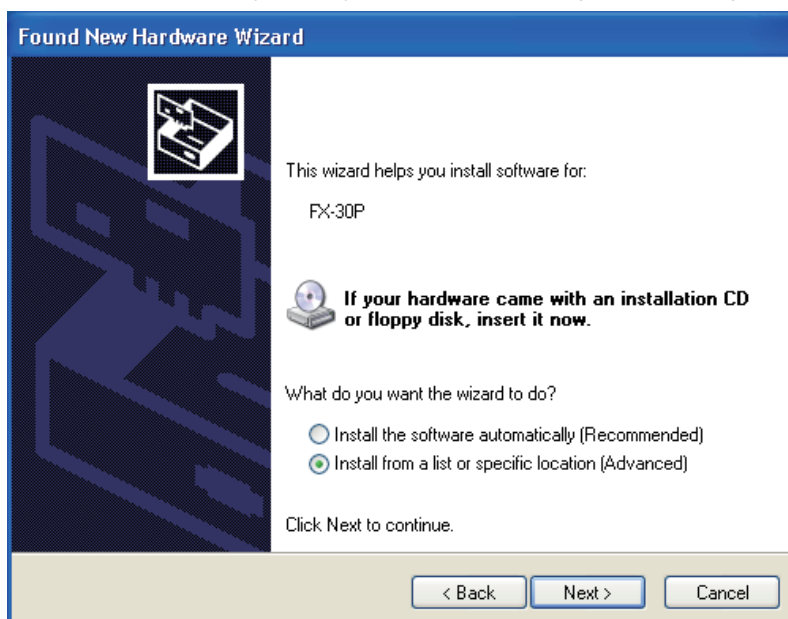 Found New Hardware Wizard
This wizard helps you install software for:
FX-30P
If your hardware came with an installation CD
or floppy disk, insert it now.
What do you want the wizard to do?
Install the software automatically (Recommended)
Install from a list or specific location (Advanced)
Click Next to continue.
< Back Next > Cancel